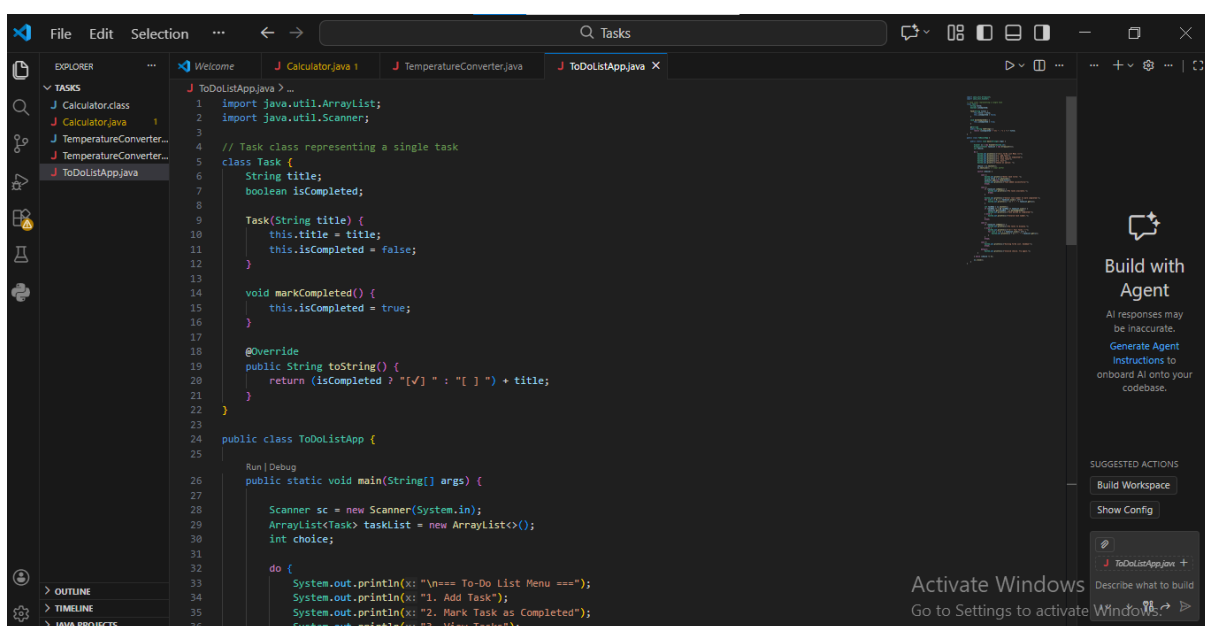 File Edit Selection ... Tasks
EXPLORER ...
TASKS
J Calculator.class
J Calculator.java 1
J TemperatureConverter...
J TemperatureConverter...
J ToDoListApp.java
OUTLINE
TIMELINE
JAVA PROJECTS
Welcome J Calculator.java 1 J TemperatureConverter.java J ToDoListApp.java
J ToDoListApp.java > ...
1 import java.util.ArrayList;
2 import java.util.Scanner;
3
4 // Task class representing a single task
5 class Task {
6 String title;
7 boolean isCompleted;
8
9 Task(String title) {
10 this.title = title;
11 this.isCompleted = false;
12 }
13
14 void markCompleted() {
15 this.isCompleted = true;
16 }
17
18 @Override
19 public String toString() {
20 return (isCompleted ? "[✓] " : "[ ] ") + title;
21 }
22 }
23
24 public class ToDoListApp {
25
Run | Debug
26 public static void main(String[] args) {
27
28 Scanner sc = new Scanner(System.in);
29 ArrayList<Task> taskList = new ArrayList<>();
30 int choice;
31
32 do {
33 System.out.println(x: "\n=== To-Do List Menu ===");
34 System.out.println(x: "1. Add Task");
35 System.out.println(x: "2. Mark Task as Completed");
36 System.out.println(x: "3. View Tasks");
Build with
Agent
AI responses may
be inaccurate.
Generate Agent
Instructions to
onboard AI onto your
codebase.
SUGGESTED ACTIONS
Build Workspace
Show Config
J ToDoListApp.java +
Describe what to build
Activate Windows
Go to Settings to activate Windows.